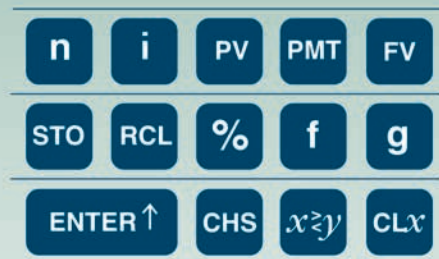 n i PV PMT FV
STO RCL % f g
ENTER↑ CHS x≷y CLx